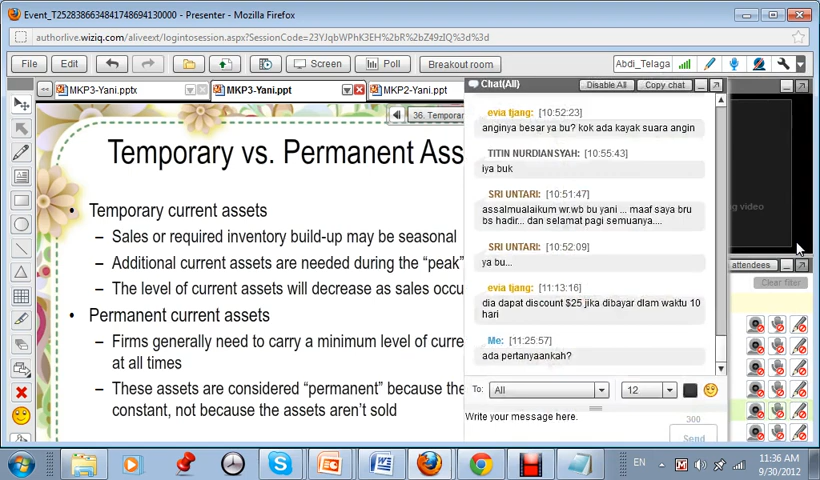 Event_T2528386634841748694130000 - Presenter - Mozilla Firefox
authorlive.wiziq.com/aliveext/logintosession.aspx?SessionCode=23YJqbWPhK3EH%2bR%2bZ49zIQ%3d%3d
File Edit Screen Poll Breakout room Abdi_Telaga
MKP3-Yani.pptx MKP3-Yani.ppt MKP2-Yani.ppt
36. Temporar
Temporary vs. Permanent Ass
• Temporary current assets
– Sales or required inventory build-up may be seasonal
– Additional current assets are needed during the “peak”
– The level of current assets will decrease as sales occu
• Permanent current assets
– Firms generally need to carry a minimum level of curre
at all times
– These assets are considered “permanent” because the
constant, not because the assets aren’t sold
Chat(All) Disable All Copy chat
evia tjang: [10:52:23]
anginya besar ya bu? kok ada kayak suara angin
TITIN NURDIANSYAH: [10:55:43]
iya buk
SRI UNTARI: [10:51:47]
assalmualaikum wr.wb bu yani ... maaf saya bru
bs hadir... dan selamat pagi semuanya....
SRI UNTARI: [10:52:09]
ya bu...
evia tjang: [11:13:16]
dia dapat discount $25 jika dibayar dlam waktu 10
hari
Me: [11:25:57]
ada pertanyaankah?
To: All 12
Write your message here.
300
Send
ng video
attendees
Clear filter
EN
11:36 AM
9/30/2012